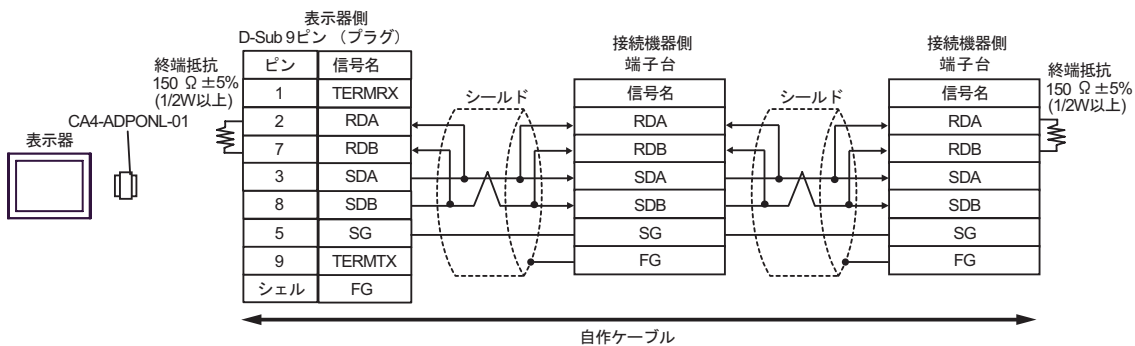 表示器側
D-Sub 9ピン （プラグ）
終端抵抗
150 Ω ±5%
(1/2W以上)
CA4-ADPONL-01
表示器
ピン 信号名
1 TERMRX
2 RDA
7 RDB
3 SDA
8 SDB
5 SG
9 TERMTX
シェル FG
シールド
接続機器側
端子台
信号名
RDA
RDB
SDA
SDB
SG
FG
シールド
接続機器側
端子台
信号名
RDA
RDB
SDA
SDB
SG
FG
終端抵抗
150 Ω ±5%
(1/2W以上)
自作ケーブル